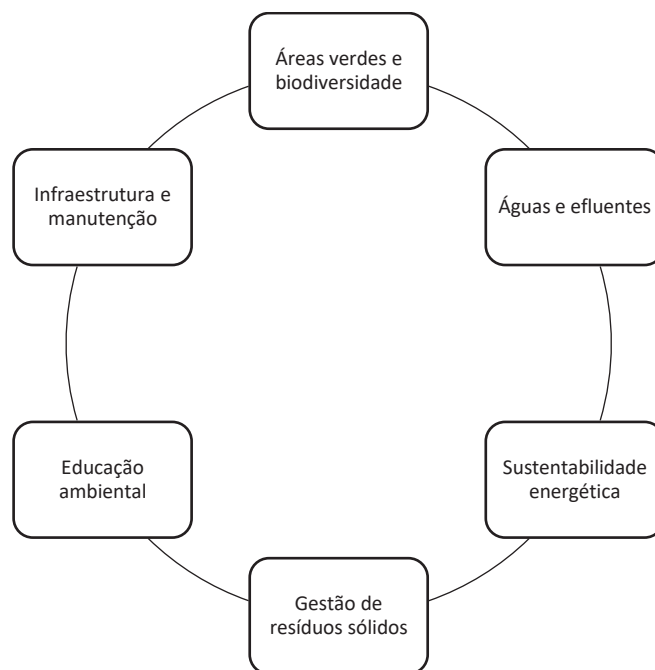 Áreas verdes e
biodiversidade
Águas e efluentes
Sustentabilidade
energética
Gestão de
resíduos sólidos
Educação
ambiental
Infraestrutura e
manutenção